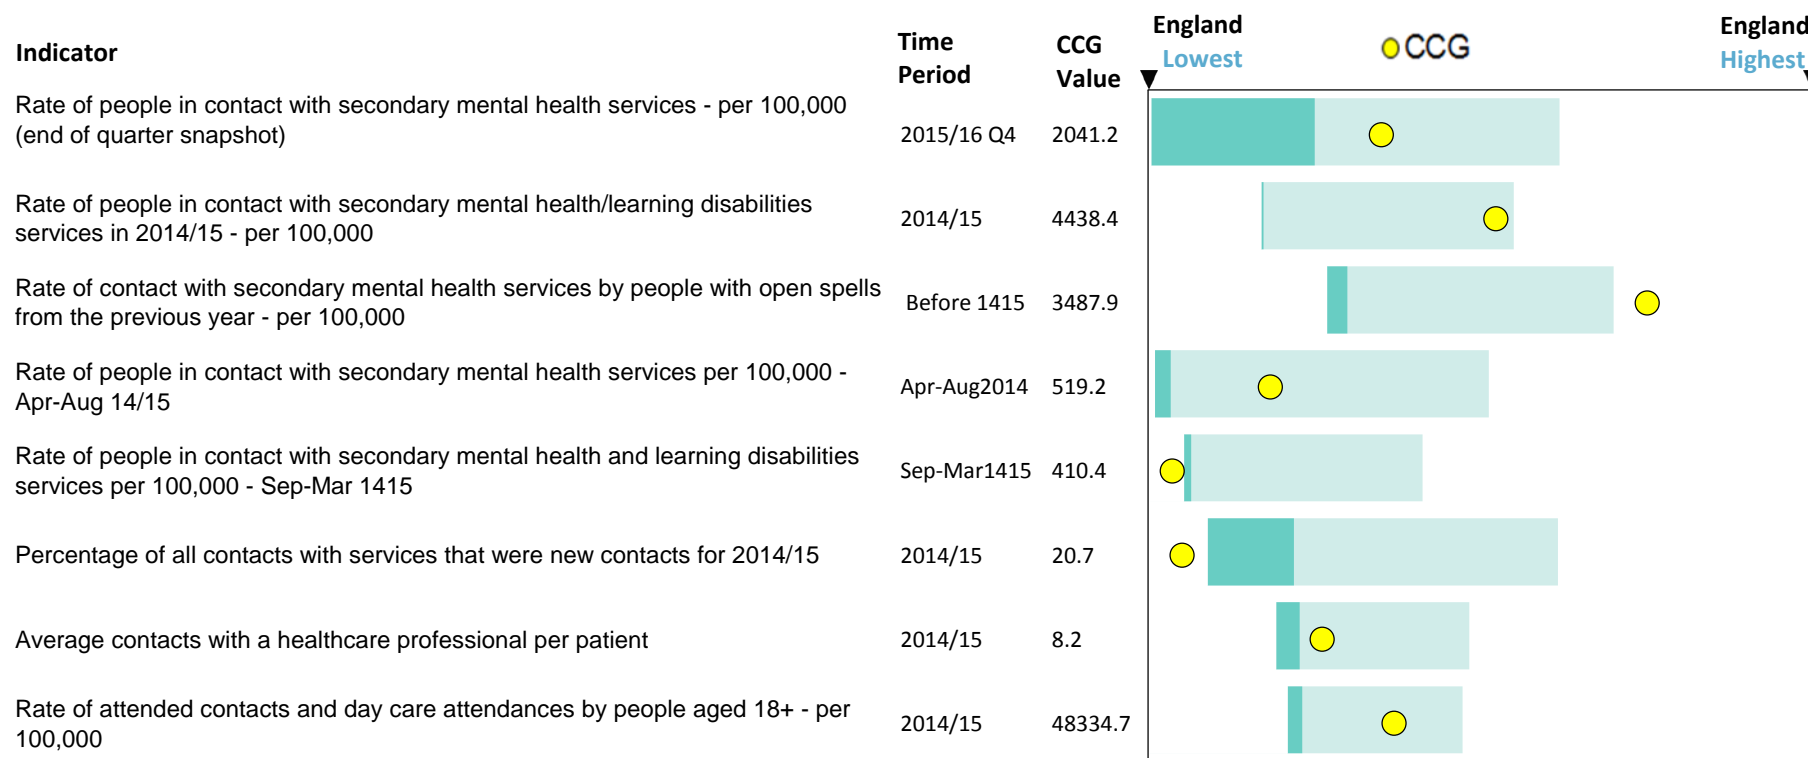 Indicator
Time Period
CCG Value
England Lowest
CCG
England Highest
Rate of people in contact with secondary mental health services - per 100,000
(end of quarter snapshot)
2015/16 Q4
2041.2
Rate of people in contact with secondary mental health/learning disabilities
services in 2014/15 - per 100,000
2014/15
4438.4
Rate of contact with secondary mental health services by people with open spells
from the previous year - per 100,000
Before 1415
3487.9
Rate of people in contact with secondary mental health services per 100,000 -
Apr-Aug 14/15
Apr-Aug2014
519.2
Rate of people in contact with secondary mental health and learning disabilities
services per 100,000 - Sep-Mar 1415
Sep-Mar1415
410.4
Percentage of all contacts with services that were new contacts for 2014/15
2014/15
20.7
Average contacts with a healthcare professional per patient
2014/15
8.2
Rate of attended contacts and day care attendances by people aged 18+ - per
100,000
2014/15
48334.7